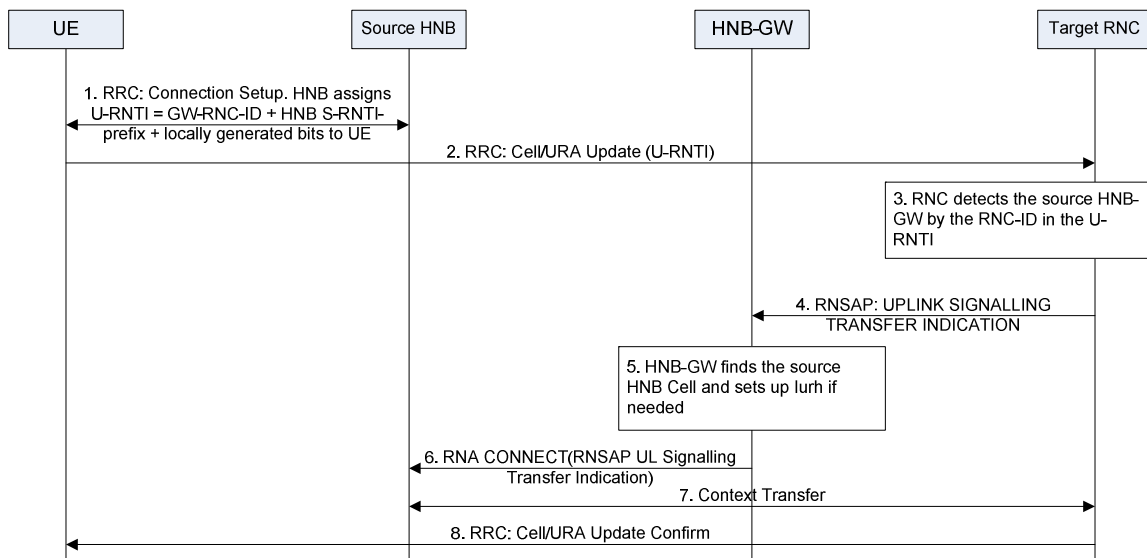 UE
Source HNB
HNB-GW
Target RNC
1. RRC: Connection Setup. HNB assigns
U-RNTI = GW-RNC-ID + HNB S-RNTI-
prefix + locally generated bits to UE
2. RRC: Cell/URA Update (U-RNTI)
3. RNC detects the source HNB-
GW by the RNC-ID in the U-
RNTI
4. RNSAP: UPLINK SIGNALLING
TRANSFER INDICATION
5. HNB-GW finds the source
HNB Cell and sets up Iurh if
needed
6. RNA CONNECT(RNSAP UL Signalling
Transfer Indication)
7. Context Transfer
8. RRC: Cell/URA Update Confirm